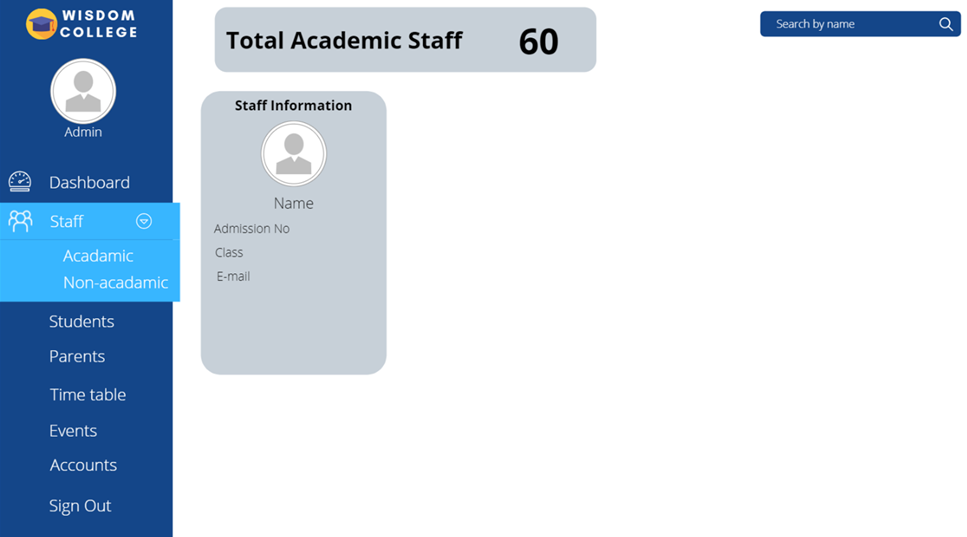 WISDOM
COLLEGE
Admin
Dashboard
Staff
Acadamic
Non-acadamic
Students
Parents
Time table
Events
Accounts
Sign Out
Total Academic Staff 60
Search by name
Staff Information
Name
Admission No
Class
E-mail